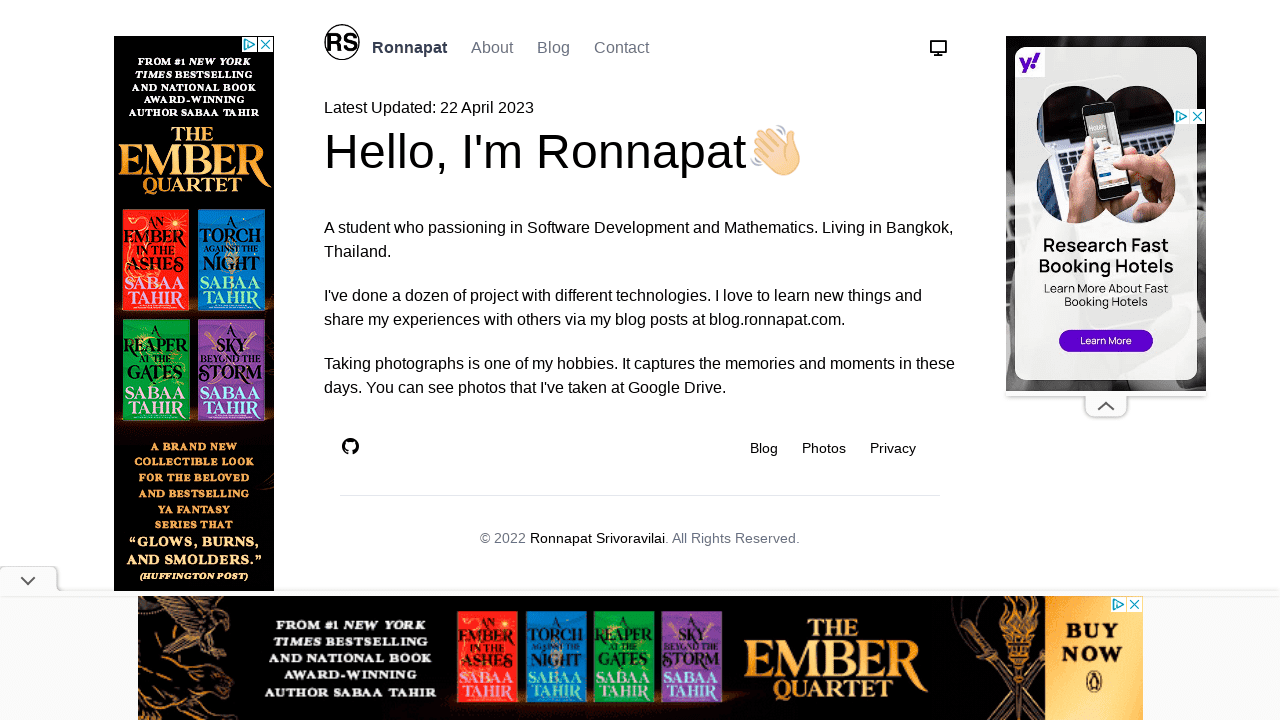 RS
Ronnapat
About
Blog
Contact
Latest Updated: 22 April 2023
Hello, I'm Ronnapat
A student who passioning in Software Development and Mathematics. Living in Bangkok,
Thailand.
I've done a dozen of project with different technologies. I love to learn new things and
share my experiences with others via my blog posts at blog.ronnapat.com.
Taking photographs is one of my hobbies. It captures the memories and moments in these
days. You can see photos that I've taken at Google Drive.
Blog
Photos
Privacy
© 2022 Ronnapat Srivoravilai. All Rights Reserved.
FROM #1 NEW YORK
TIMES BESTSELLING
AND NATIONAL BOOK
AWARD-WINNING
AUTHOR SABAA TAHIR
THE
EMBER
QUARTET
AN
EMBER
IN THE
ASHES
SABAA
TAHIR
A
TORCH
AGAINST THE
NIGHT
SABAA
TAHIR
A
REAPER
AT THE
GATES
SABAA
TAHIR
A
SKY
BEYOND THE
STORM
SABAA
TAHIR
A BRAND NEW
COLLECTIBLE LOOK
FOR THE BELOVED
AND BESTSELLING
YA FANTASY
SERIES THAT
“GLOWS, BURNS,
AND SMOLDERS.”
(HUFFINGTON POST)
y!
Research Fast
Booking Hotels
Learn More About Fast
Booking Hotels
Learn More
FROM #1 NEW YORK
TIMES BESTSELLING
AND NATIONAL BOOK
AWARD-WINNING
AUTHOR SABAA TAHIR
AN
EMBER
IN THE
ASHES
SABAA
TAHIR
A
TORCH
AGAINST THE
NIGHT
SABAA
TAHIR
A
REAPER
AT THE
GATES
SABAA
TAHIR
A
SKY
BEYOND THE
STORM
SABAA
TAHIR
THE
EMBER
QUARTET
BUY
NOW